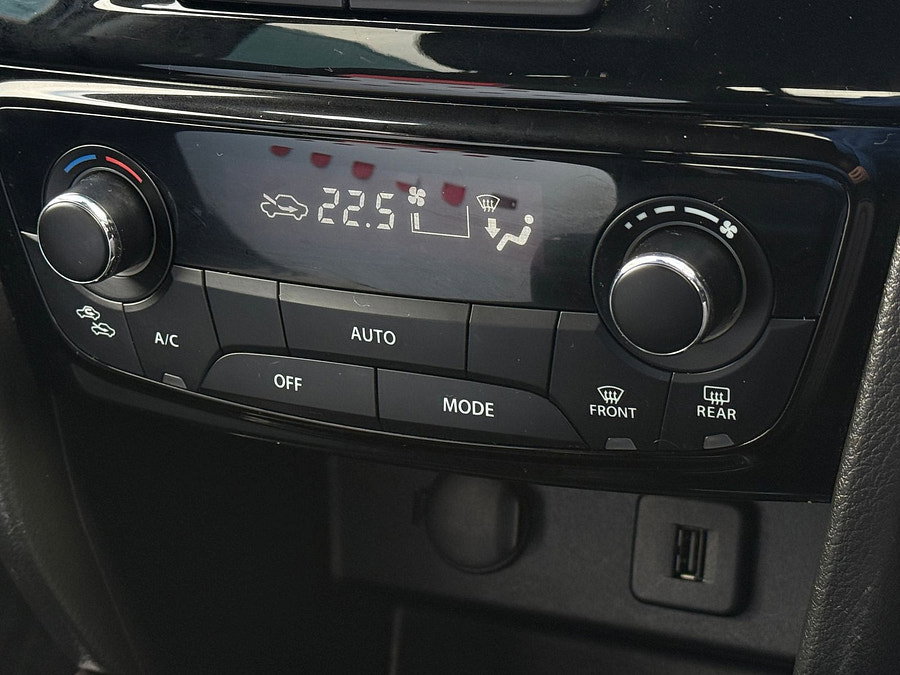 22.5
A/C
AUTO
OFF
MODE
FRONT
REAR